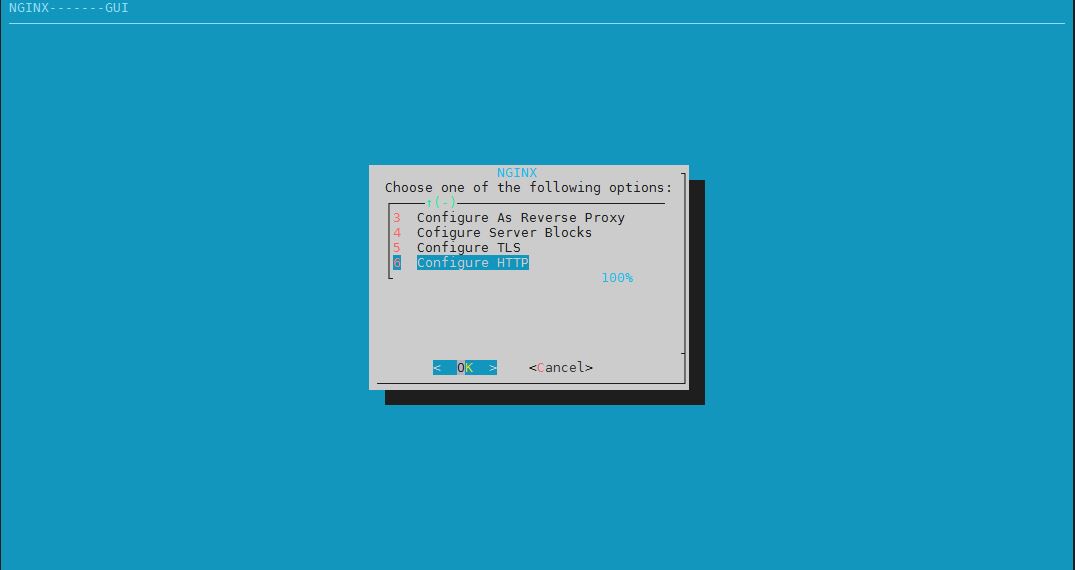 NGINX-------GUI
NGINX
Choose one of the following options:
↑(-)
3 Configure As Reverse Proxy
4 Cofigure Server Blocks
5 Configure TLS
6 Configure HTTP
100%
< OK > <Cancel>